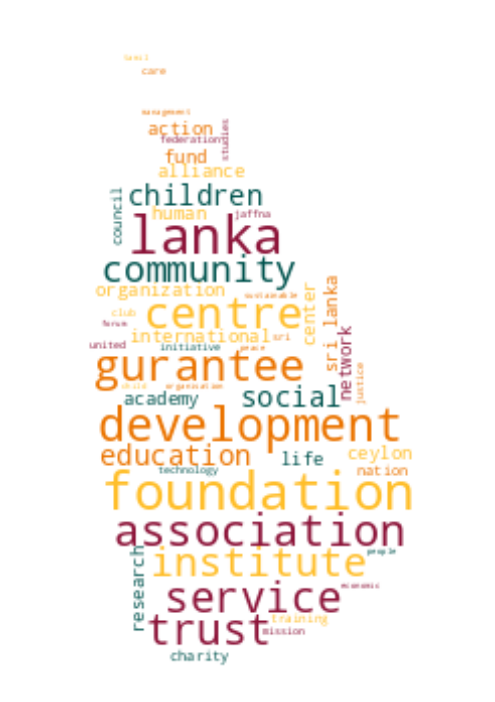 tamil
care
management
action
federation
studies
fund
alliance
children
council
human
jaffna
lanka
community
organization
sustainable
center
sri lanka
centre
club
forum
international
sri
network
united
initiative
peace
gurantee
child
organisation
justice
academy
social
development
education
life
ceylon
technology
nation
foundation
association
people
institute
research
economic
service
training
trust
mission
charity